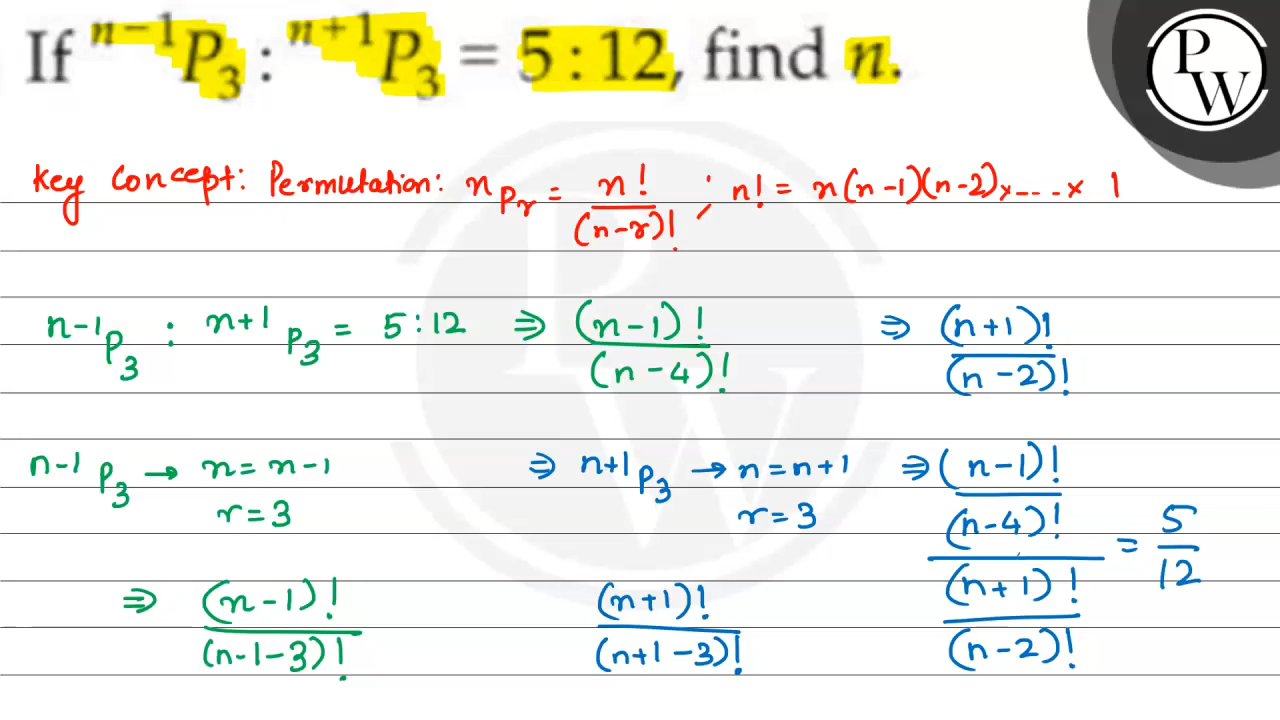 If ⁿ⁻¹P₃ : ⁿ⁺¹P₃ = 5 : 12, find n.
PW
Key Concept: Permutation: nPr = n!/(n-r)! ; n! = n(n-1)(n-2)x---x 1
n-1P₃ : n+1P₃ = 5:12 ⇒ (n-1)!/(n-4)! ⇒ (n+1)!/(n-2)!
n-1P₃ → n = n-1 ⇒ n+1P₃ → n = n+1 ⇒ (n-1)!/(n-4)! / (n+1)!/(n-2)! = 5/12
r = 3 r = 3
⇒ (n-1)!/(n-1-3)! (n+1)!/(n+1-3)!